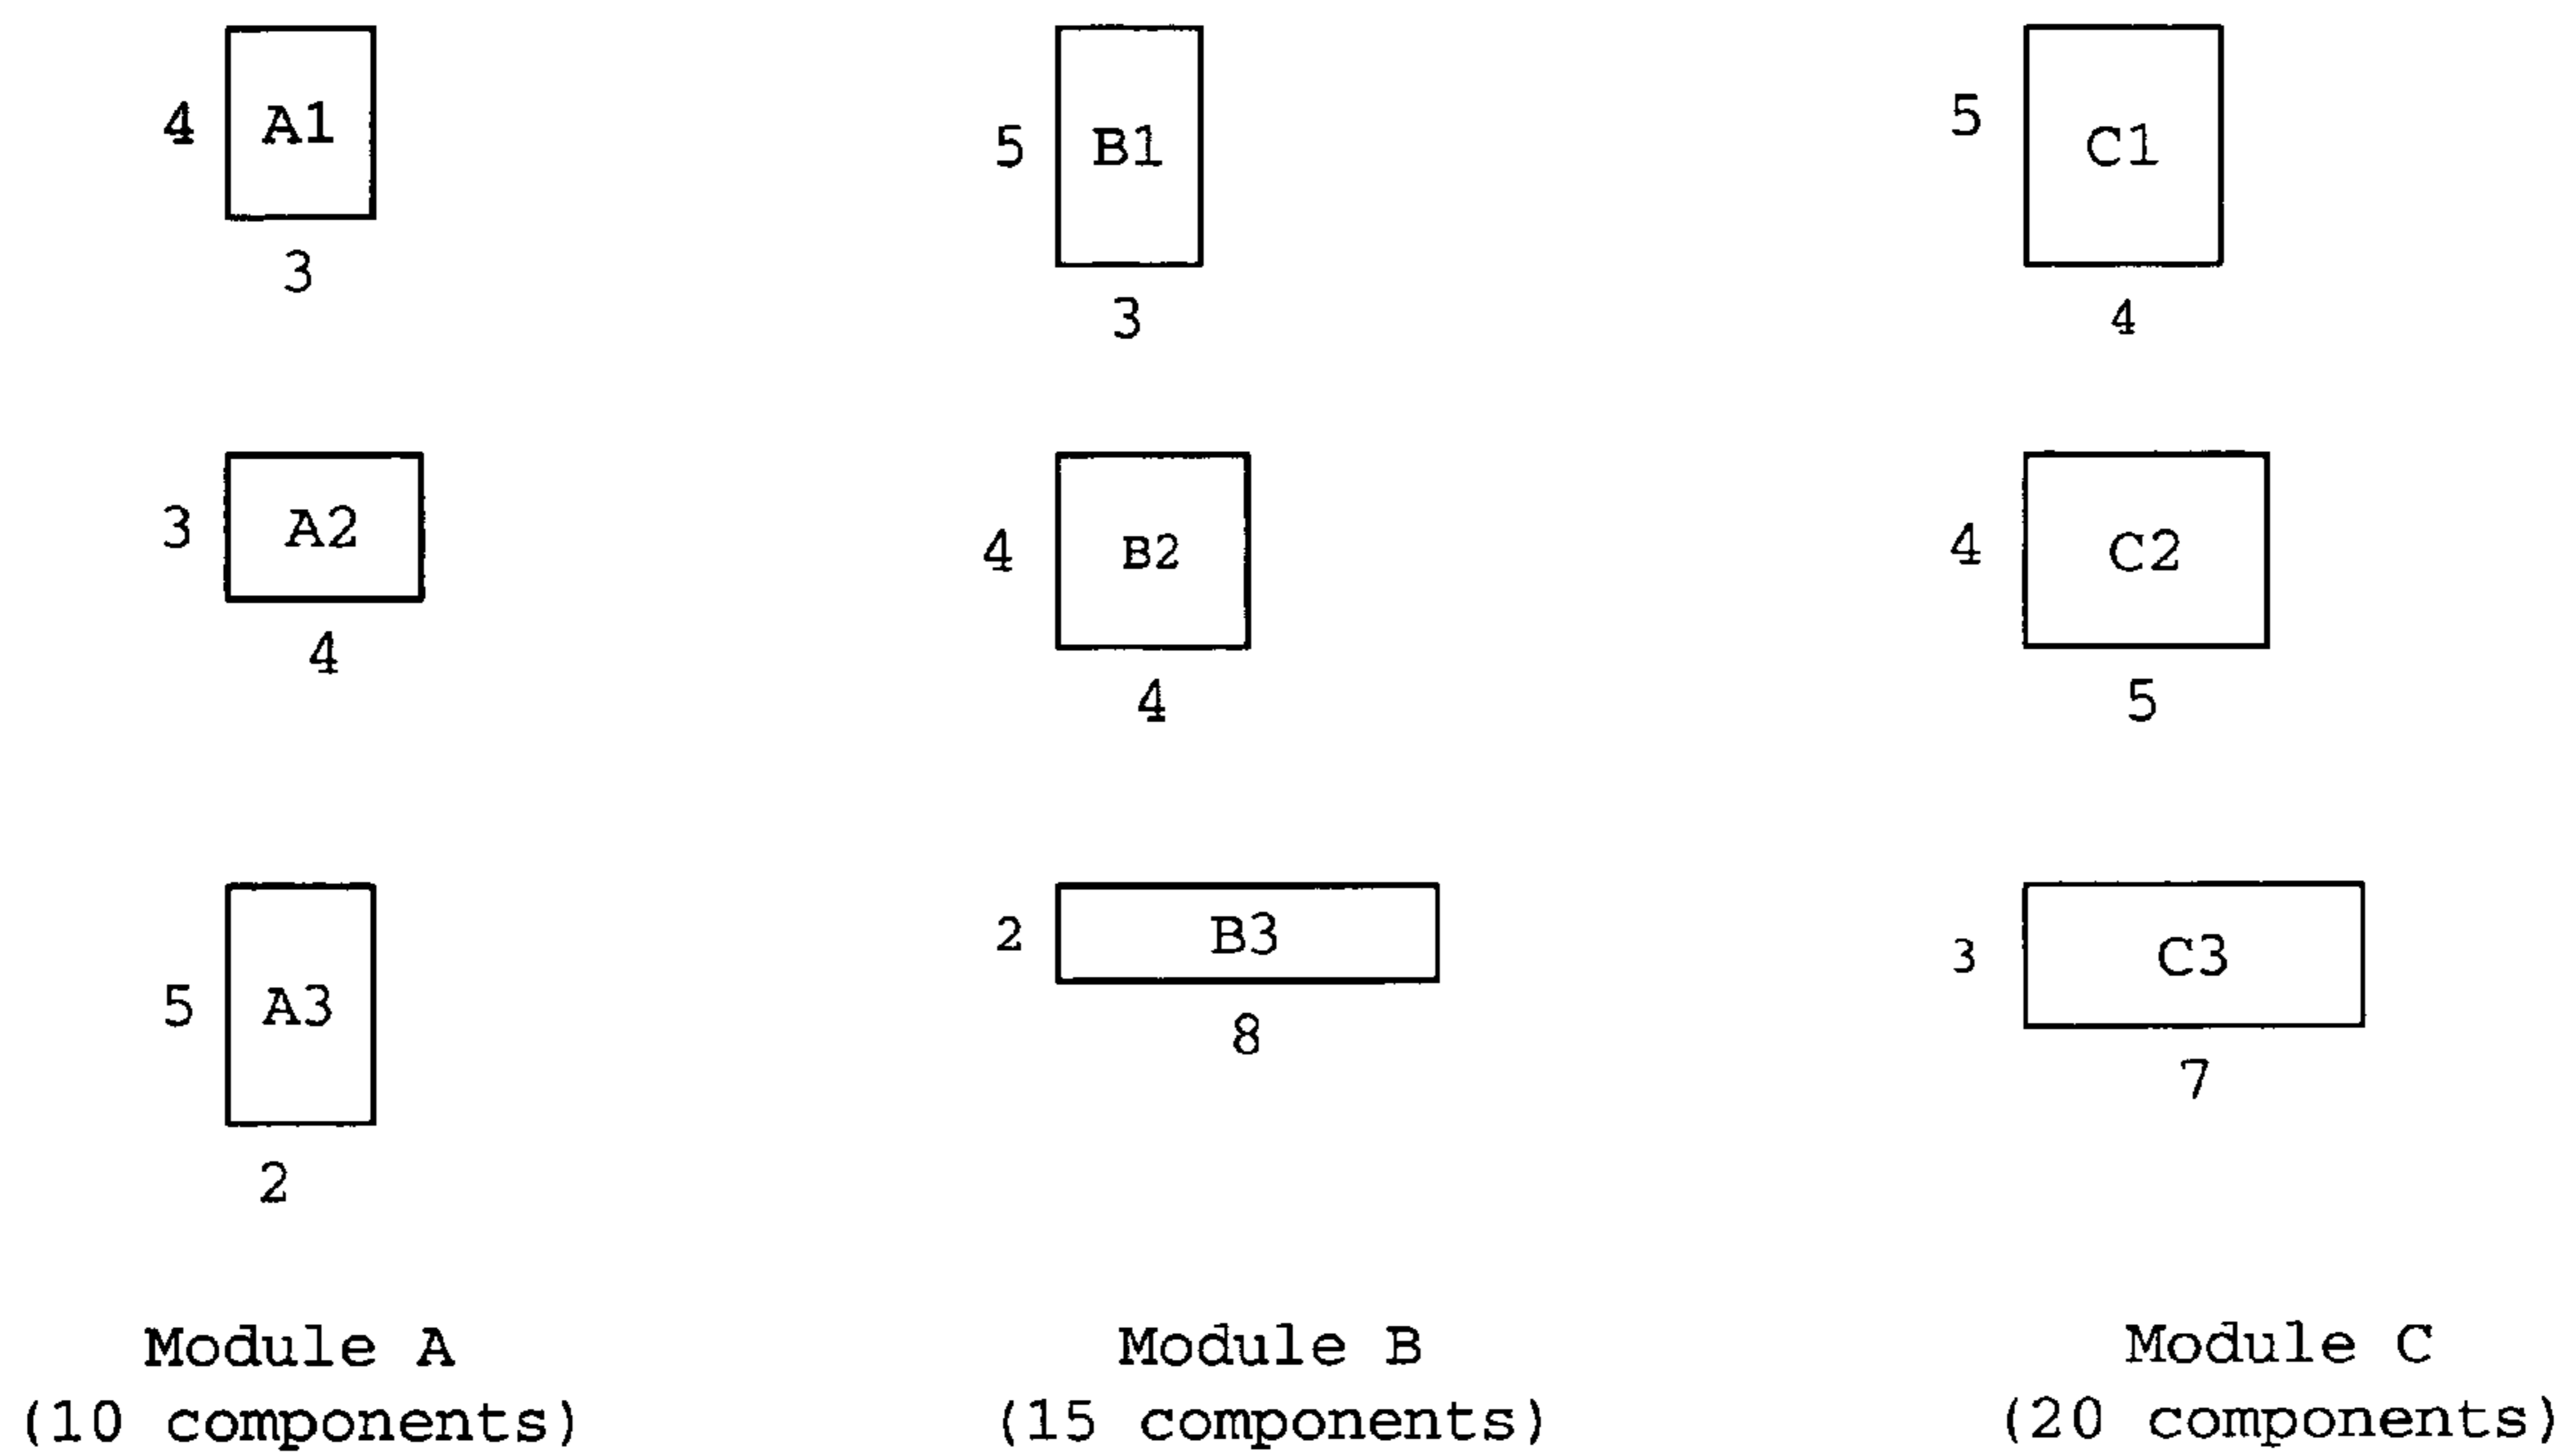 4 A1 3
5 B1 3
5 C1 4
3 A2 4
4 B2 4
4 C2 5
5 A3 2
2 B3 8
3 C3 7
Module A
(10 components)
Module B
(15 components)
Module C
(20 components)